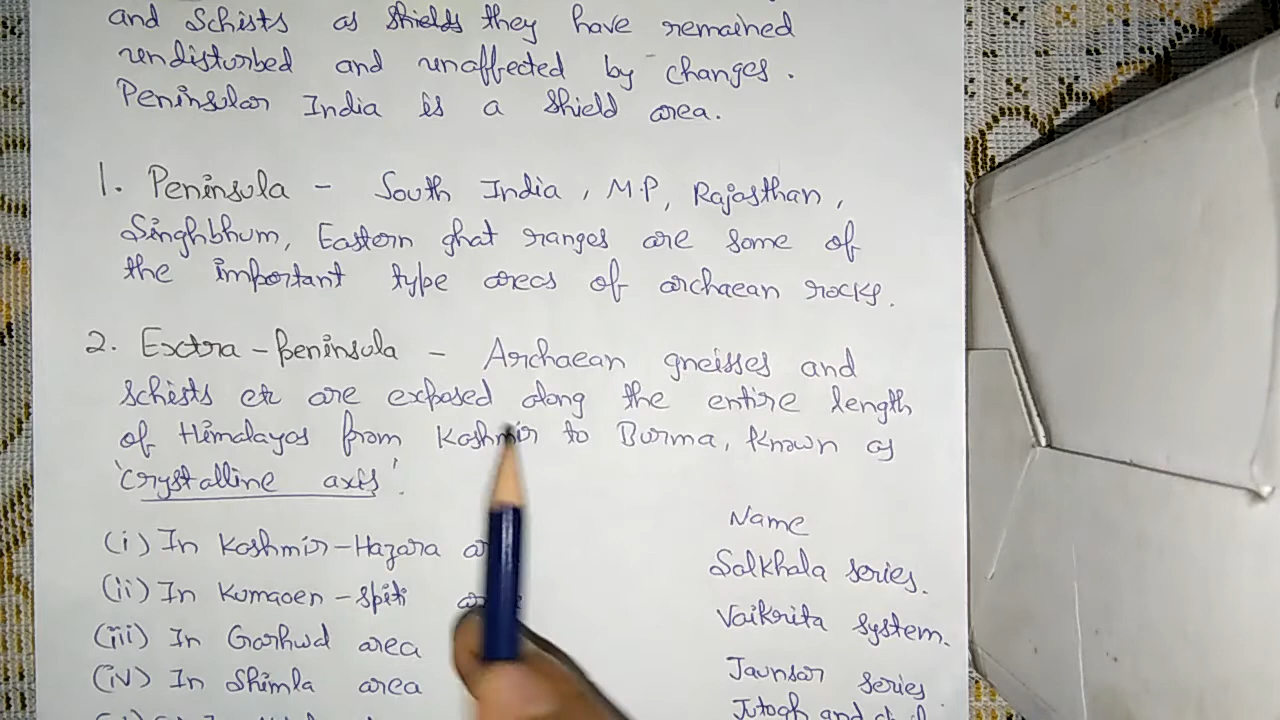 and Schists as shields they have remained
undisturbed and unaffected by changes.
Peninsular India is a shield area.
1. Peninsula - South India, M.P, Rajasthan,
Singhbhum, Eastern ghat ranges are some of
the important type areas of archaean rocks.
2. Extra-peninsula - Archaean gneisses and
schists etc are exposed along the entire length
of Himalayas from Kashmir to Burma, known as
'Crystalline axis'.
Name
(i) In Kashmir-Hazara Salkhala series.
(ii) In Kumaoen-Spiti Vaikrita system.
(iii) In Garhwal area Jaunsar series
(iv) In Shimla area Jutogh and